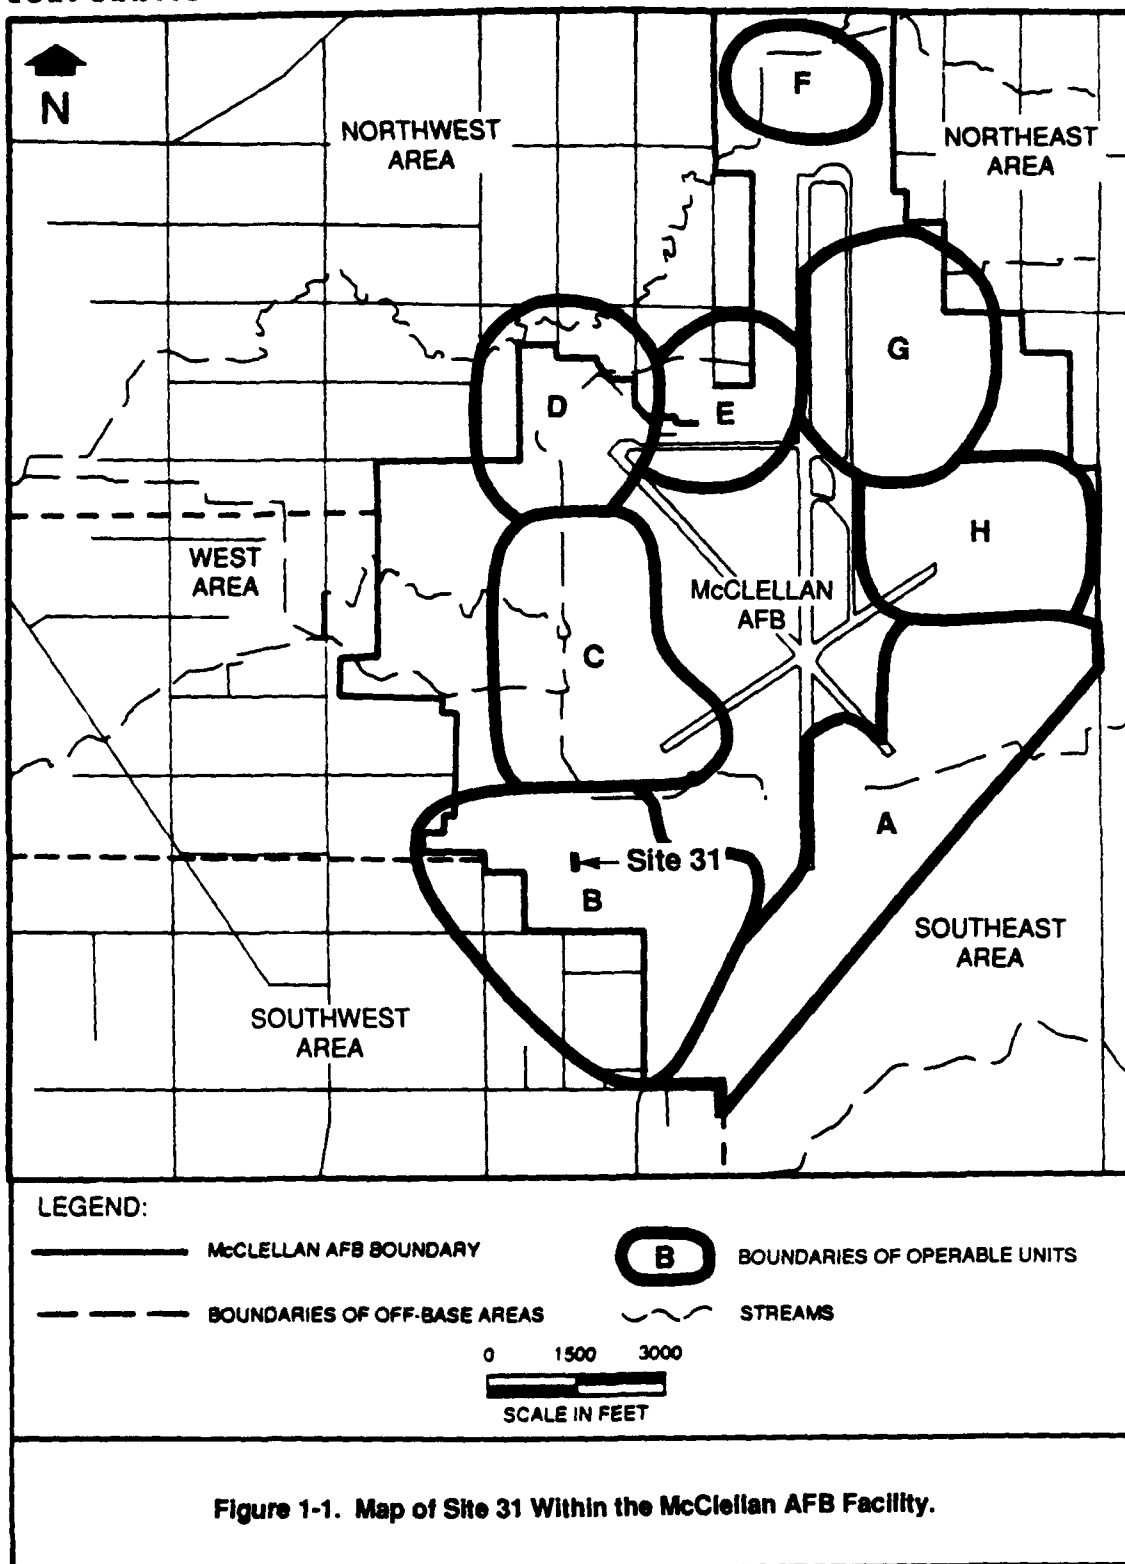 N
F
NORTHWEST
AREA
NORTHEAST
AREA
G
D
E
H
WEST
AREA
McCLELLAN
AFB
C
A
Site 31
B
SOUTHEAST
AREA
SOUTHWEST
AREA
LEGEND:
McCLELLAN AFB BOUNDARY
B BOUNDARIES OF OPERABLE UNITS
BOUNDARIES OF OFF-BASE AREAS
STREAMS
0 1500 3000
SCALE IN FEET
Figure 1-1. Map of Site 31 Within the McClellan AFB Facility.